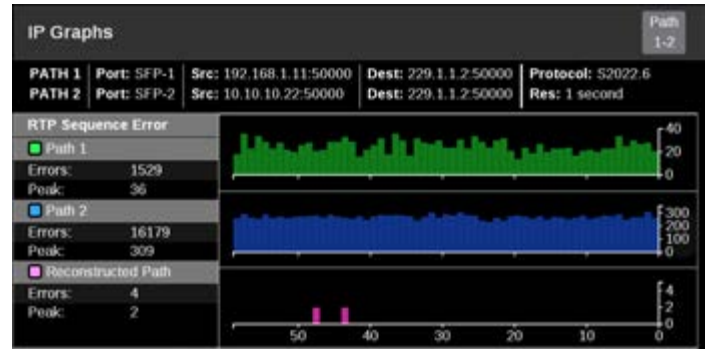 IP Graphs
Path
1-2
PATH 1 Port: SFP-1 Src: 192.168.1.11:50000 Dest: 229.1.1.2:50000 Protocol: S2022.6
PATH 2 Port: SFP-2 Src: 10.10.10.22:50000 Dest: 229.1.1.2:50000 Res: 1 second
RTP Sequence Error
Path 1
Errors: 1529
Peak: 36
40
20
0
Path 2
Errors: 16179
Peak: 309
300
200
100
0
Reconstructed Path
Errors: 4
Peak: 2
4
2
0
50 40 30 20 10 0